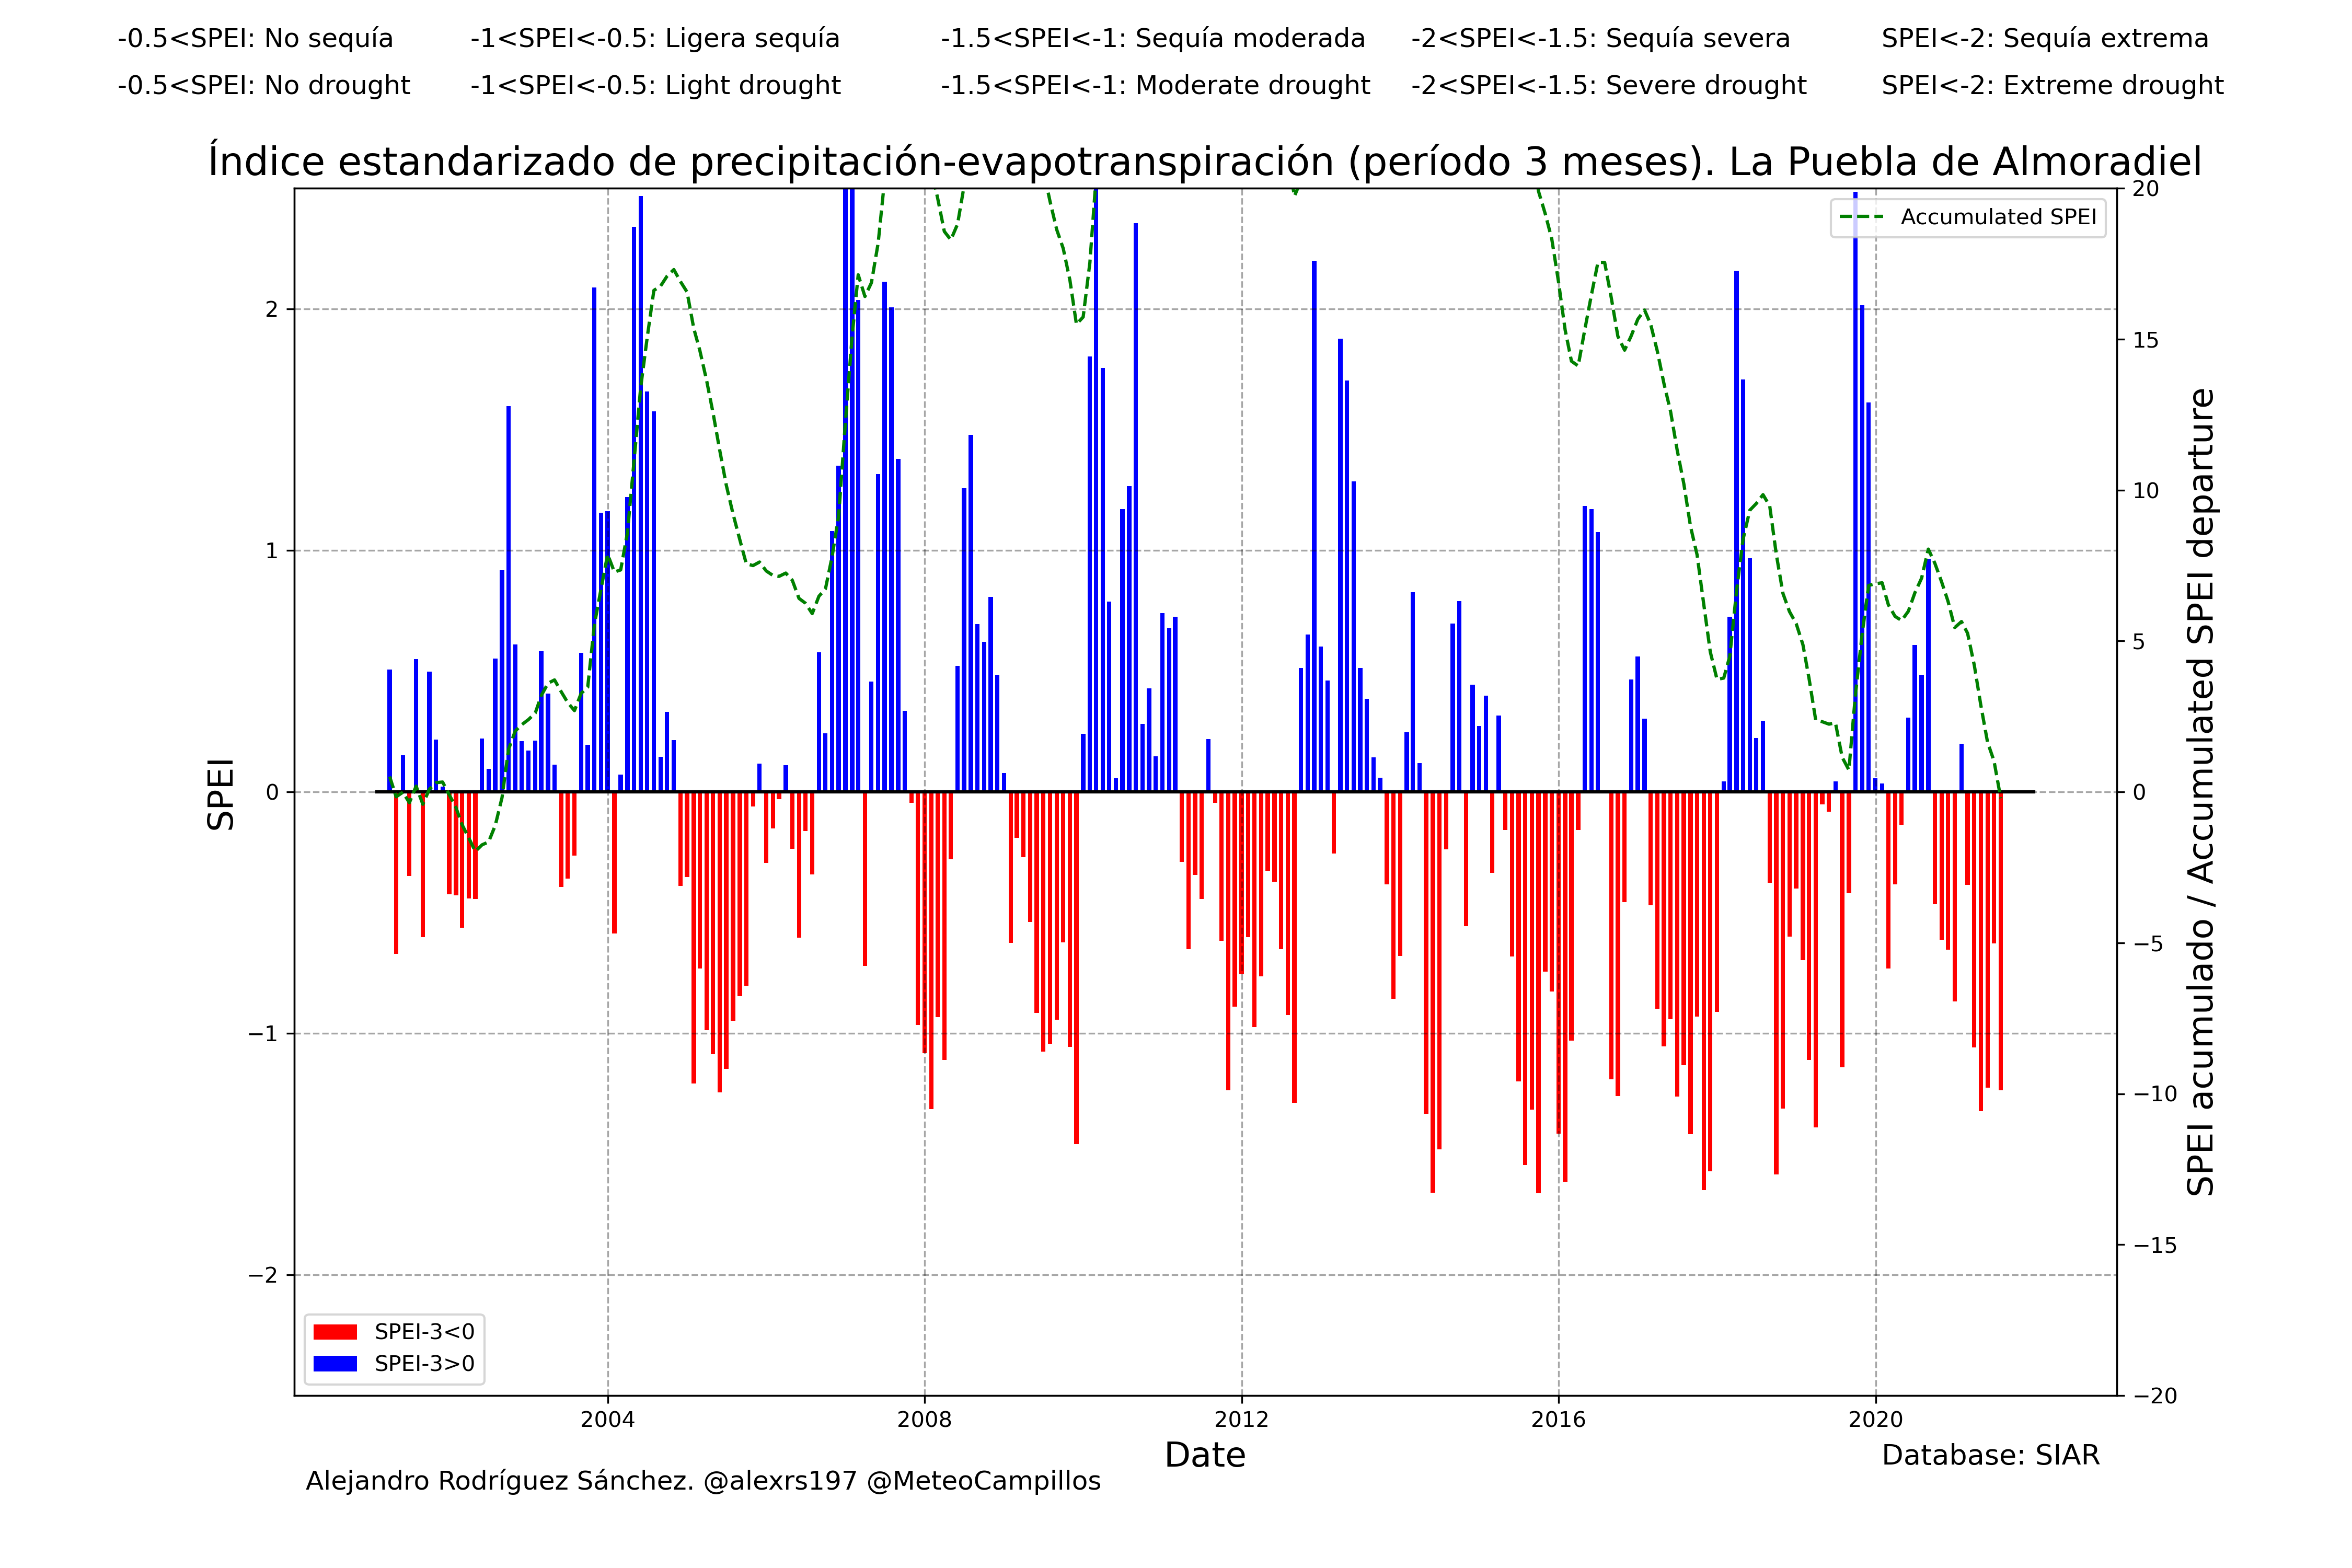 -0.5<SPEI: No sequía -1<SPEI<-0.5: Ligera sequía -1.5<SPEI<-1: Sequía moderada -2<SPEI<-1.5: Sequía severa SPEI<-2: Sequía extrema
-0.5<SPEI: No drought -1<SPEI<-0.5: Light drought -1.5<SPEI<-1: Moderate drought -2<SPEI<-1.5: Severe drought SPEI<-2: Extreme drought
Índice estandarizado de precipitación-evapotranspiración (período 3 meses). La Puebla de Almoradiel
Accumulated SPEI
SPEI
2
1
0
−1
−2
20
15
10
5
0
−5
−10
−15
−20
SPEI acumulado / Accumulated SPEI departure
SPEI-3<0
SPEI-3>0
2004 2008 2012 2016 2020
Date
Database: SIAR
Alejandro Rodríguez Sánchez. @alexrs197 @MeteoCampillos